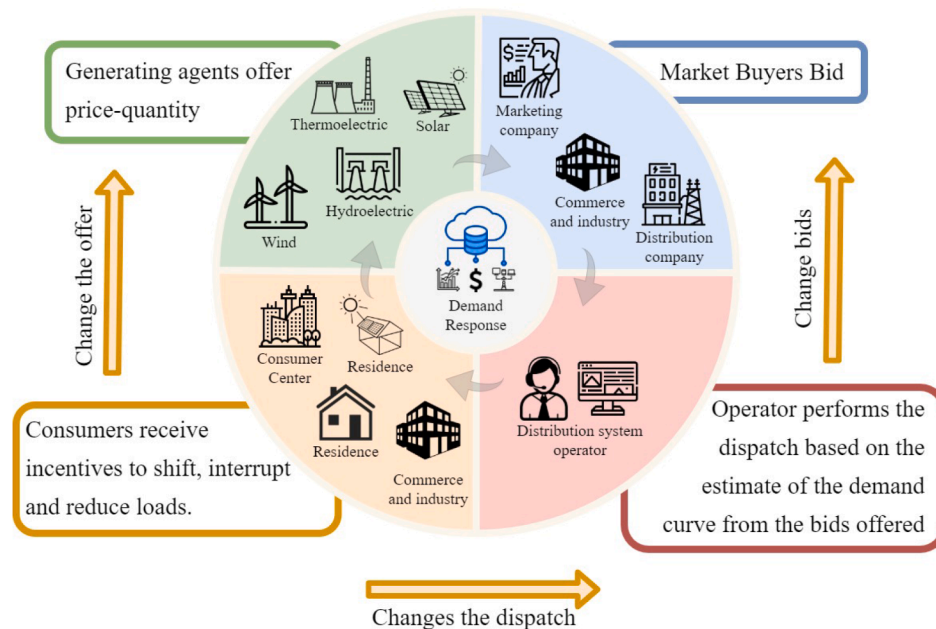 Generating agents offer
price-quantity
Thermoelectric
Solar
Wind
Hydroelectric
Marketing
company
Commerce
and industry
Distribution
company
Market Buyers Bid
Change the offer
Demand
Response
Change bids
Consumer
Center
Residence
Residence
Commerce
and industry
Distribution system
operator
Consumers receive
incentives to shift, interrupt
and reduce loads.
Operator performs the
dispatch based on the
estimate of the demand
curve from the bids offered
Changes the dispatch